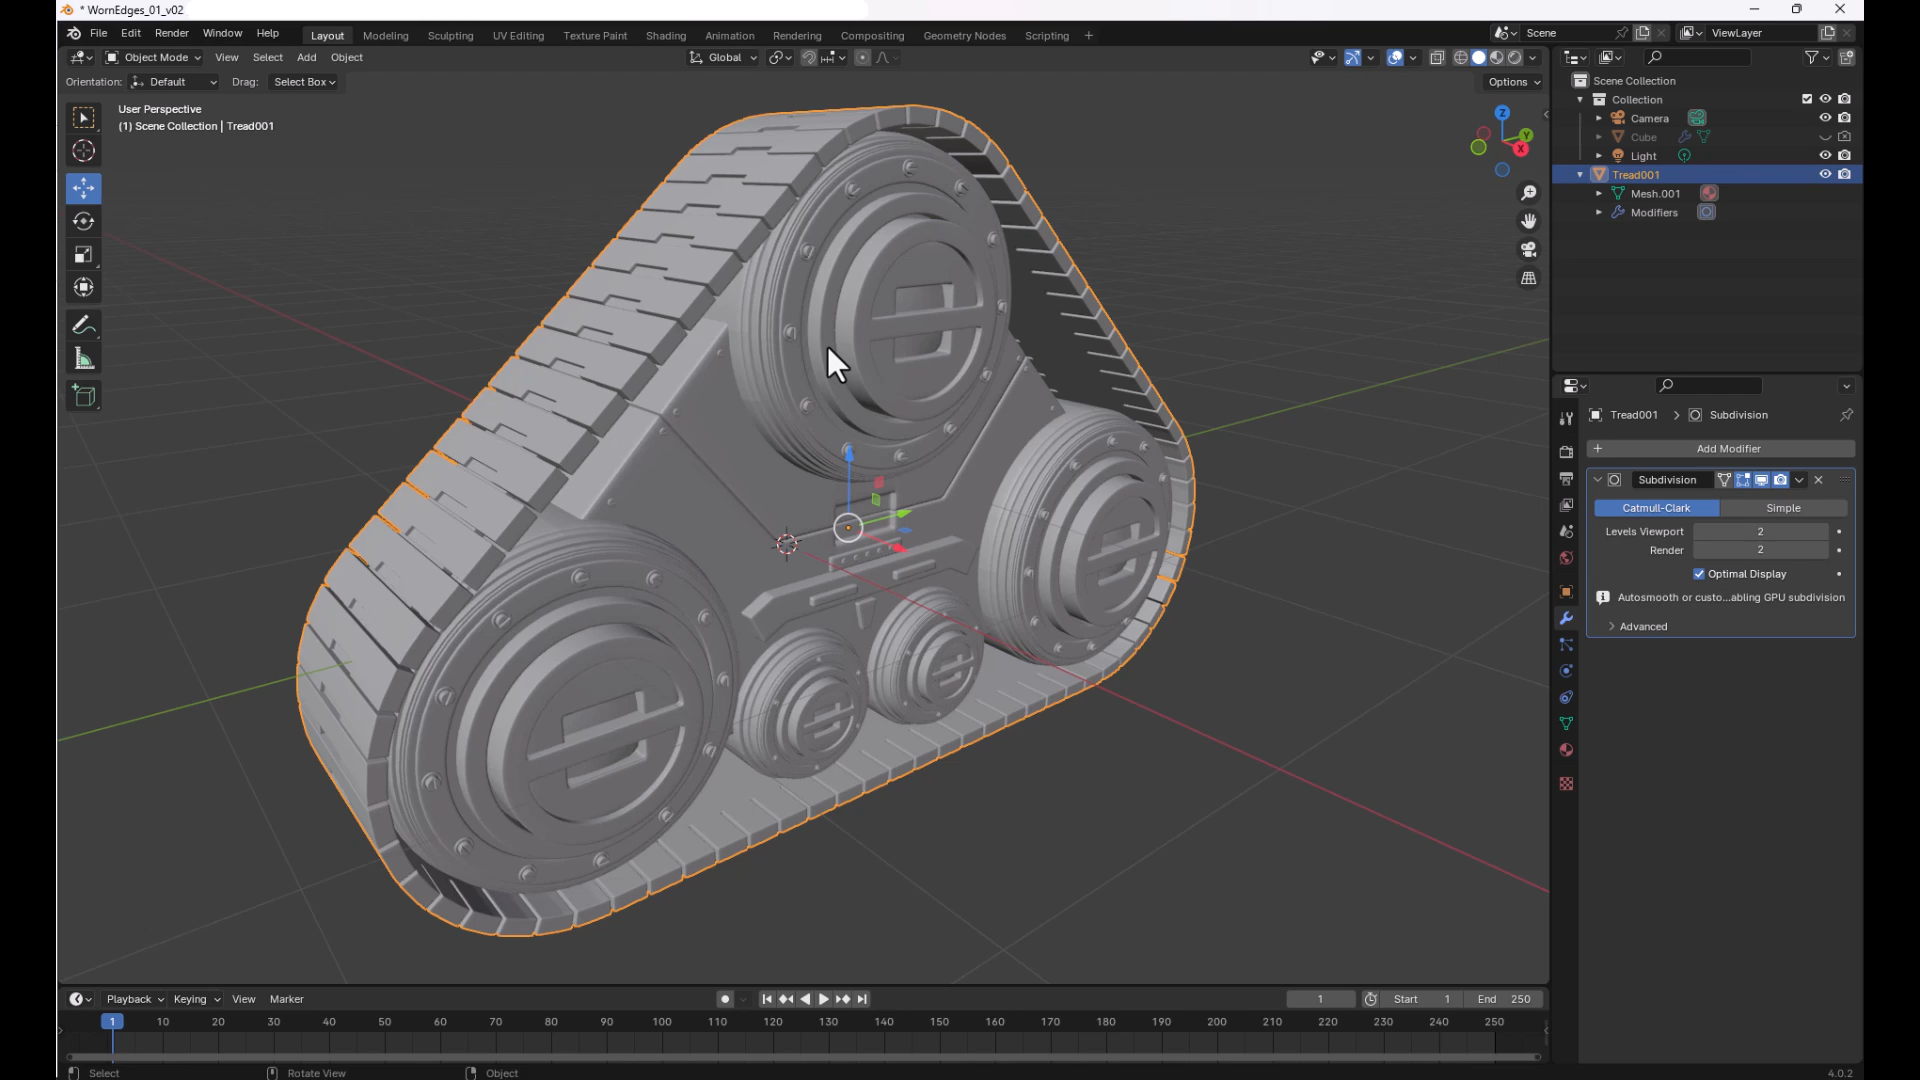 * WornEdges_01_v02
File Edit Render Window Help Layout Modeling Sculpting UV Editing Texture Paint Shading Animation Rendering Compositing Geometry Nodes Scripting + Scene ViewLayer
Object Mode View Select Add Object Global
Orientation: Default Drag: Select Box Options
User Perspective
(1) Scene Collection | Tread001
Z
Y
X
Scene Collection
Collection
Camera
Cube
Light
Tread001
Mesh.001
Modifiers
Tread001 > Subdivision
+ Add Modifier
Subdivision
Catmull-Clark Simple
Levels Viewport 2
Render 2
Optimal Display
Autosmooth or custo...abling GPU subdivision
Advanced
Playback Keying View Marker 1 Start 1 End 250
1 10 20 30 40 50 60 70 80 90 100 110 120 130 140 150 160 170 180 190 200 210 220 230 240 250
Select Rotate View Object 4.0.2